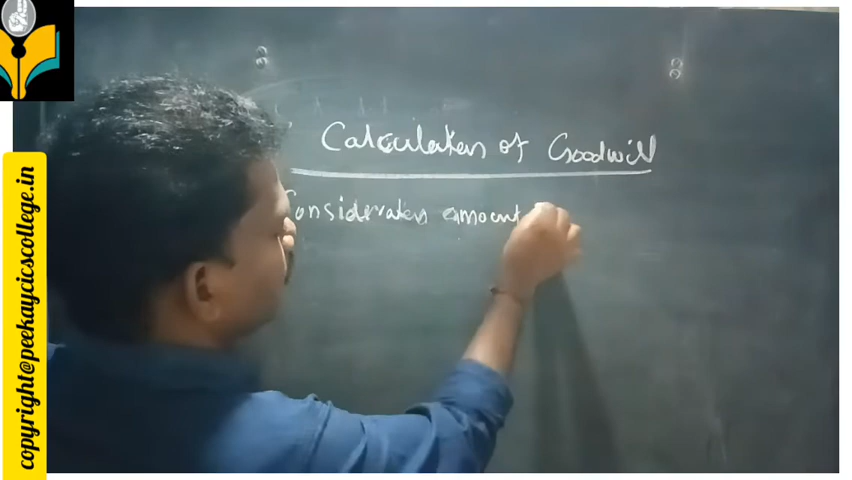 Calculation of Goodwill
Consideration amount
copyright@peekaycicscollege.in